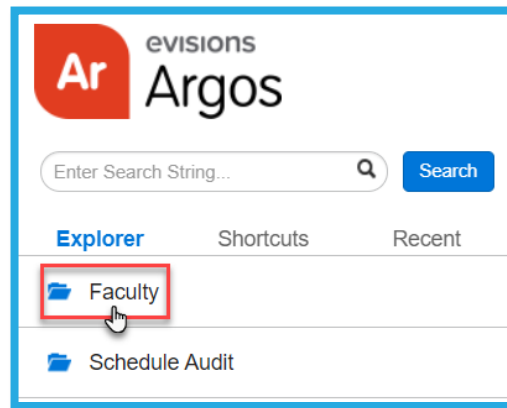 Ar
evisions
Argos
Enter Search String...
Search
Explorer Shortcuts Recent
Faculty
Schedule Audit